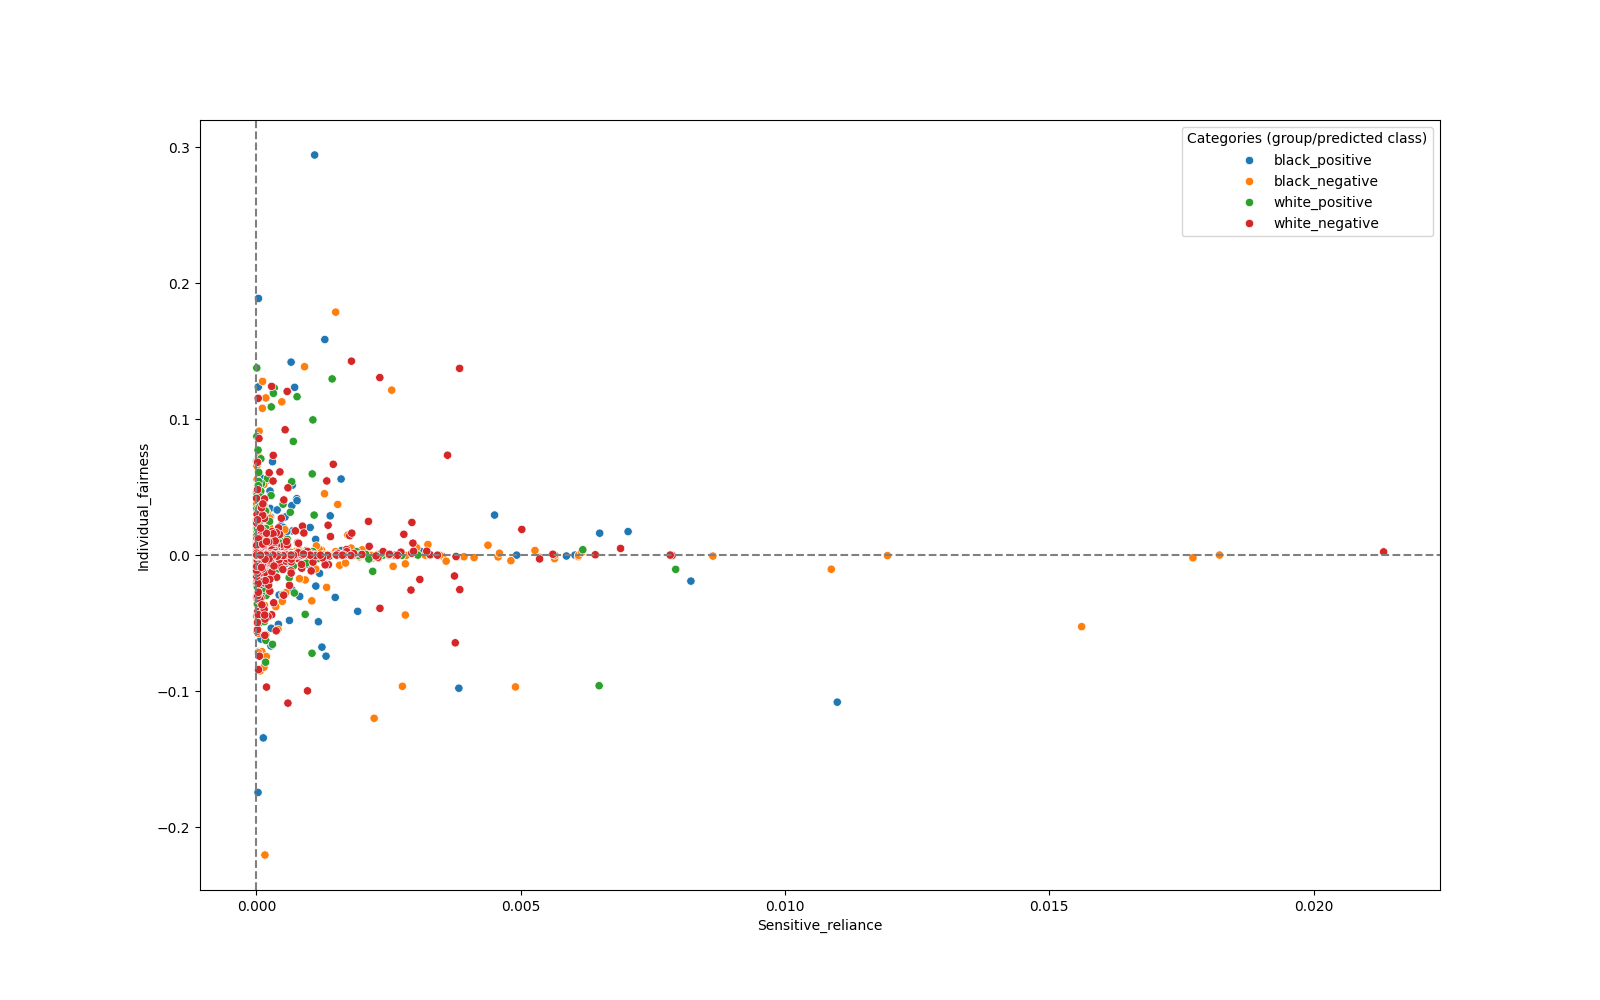 Categories (group/predicted class)
black_positive
black_negative
white_positive
white_negative
0.3
0.2
0.1
0.0
−0.1
−0.2
Individual_fairness
0.000
0.005
0.010
0.015
0.020
Sensitive_reliance